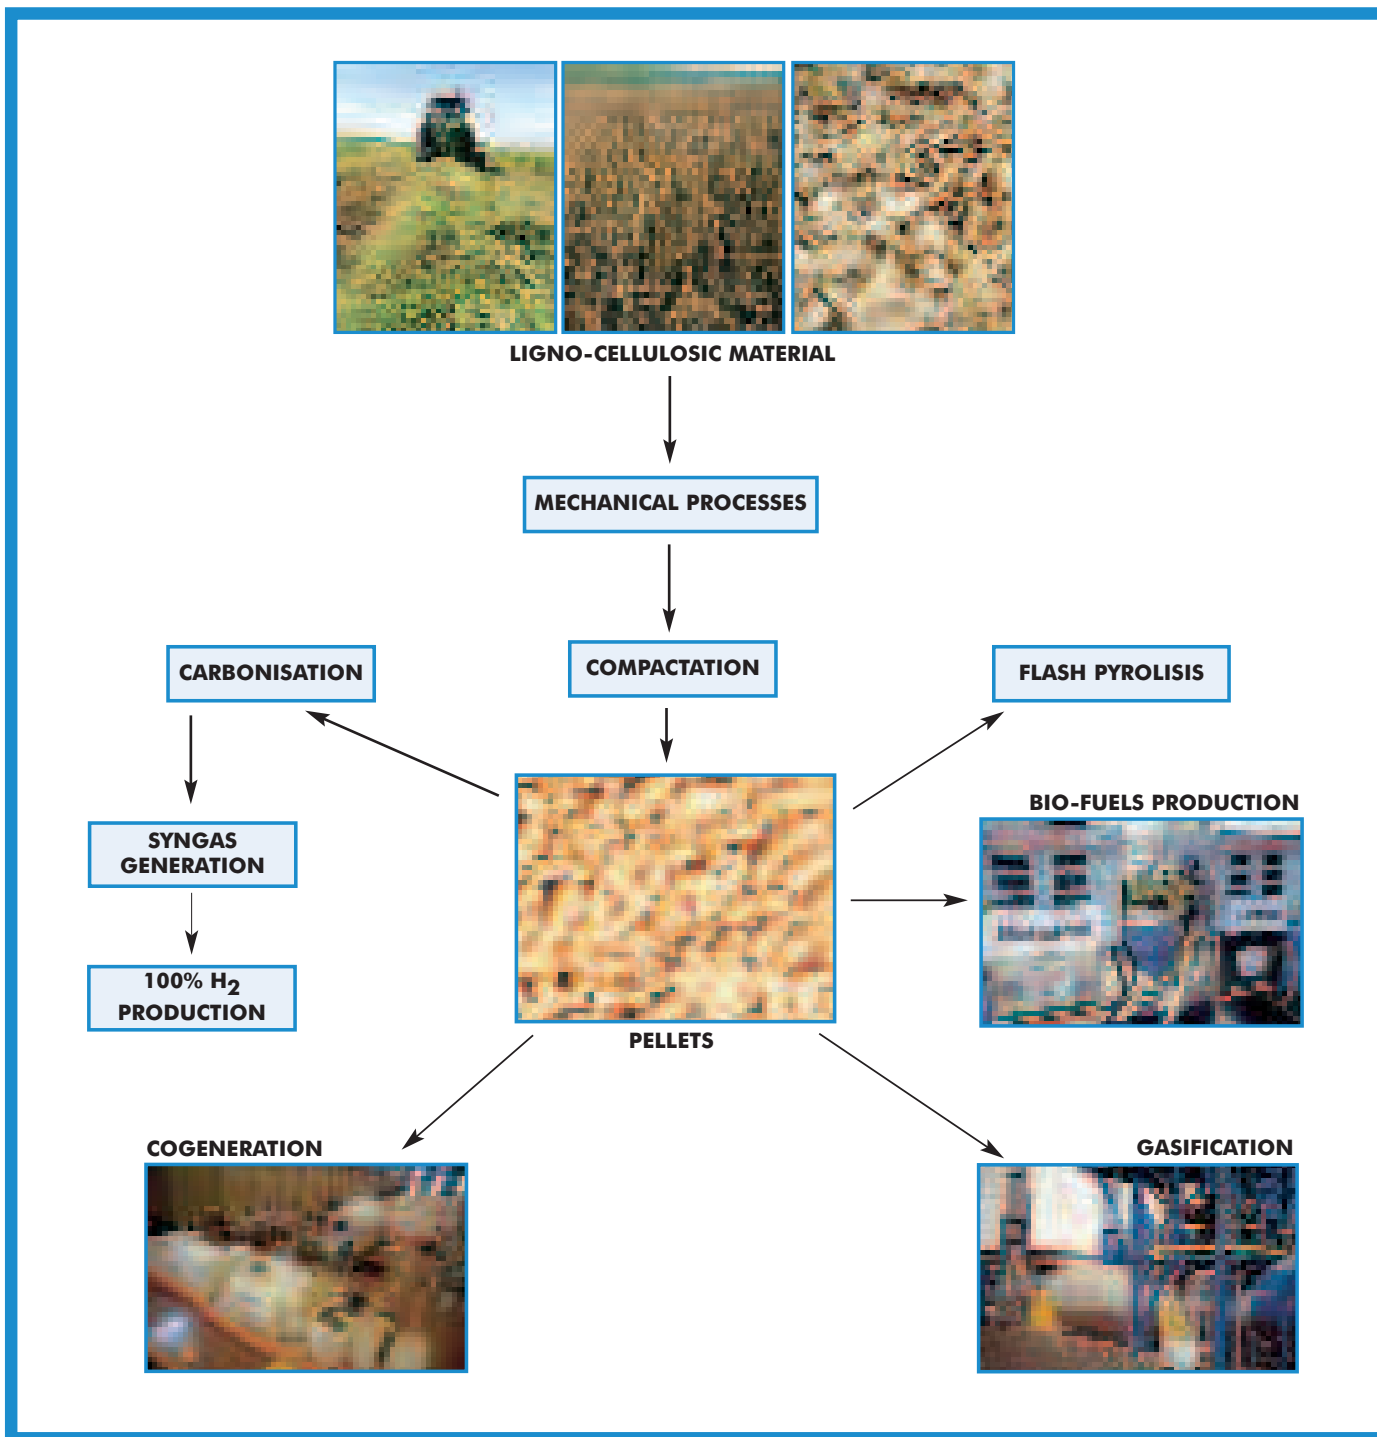 LIGNO-CELLULOSIC MATERIAL
MECHANICAL PROCESSES
CARBONISATION
COMPACTATION
FLASH PYROLISIS
BIO-FUELS PRODUCTION
SYNGAS
GENERATION
100% H2
PRODUCTION
PELLETS
COGENERATION
GASIFICATION